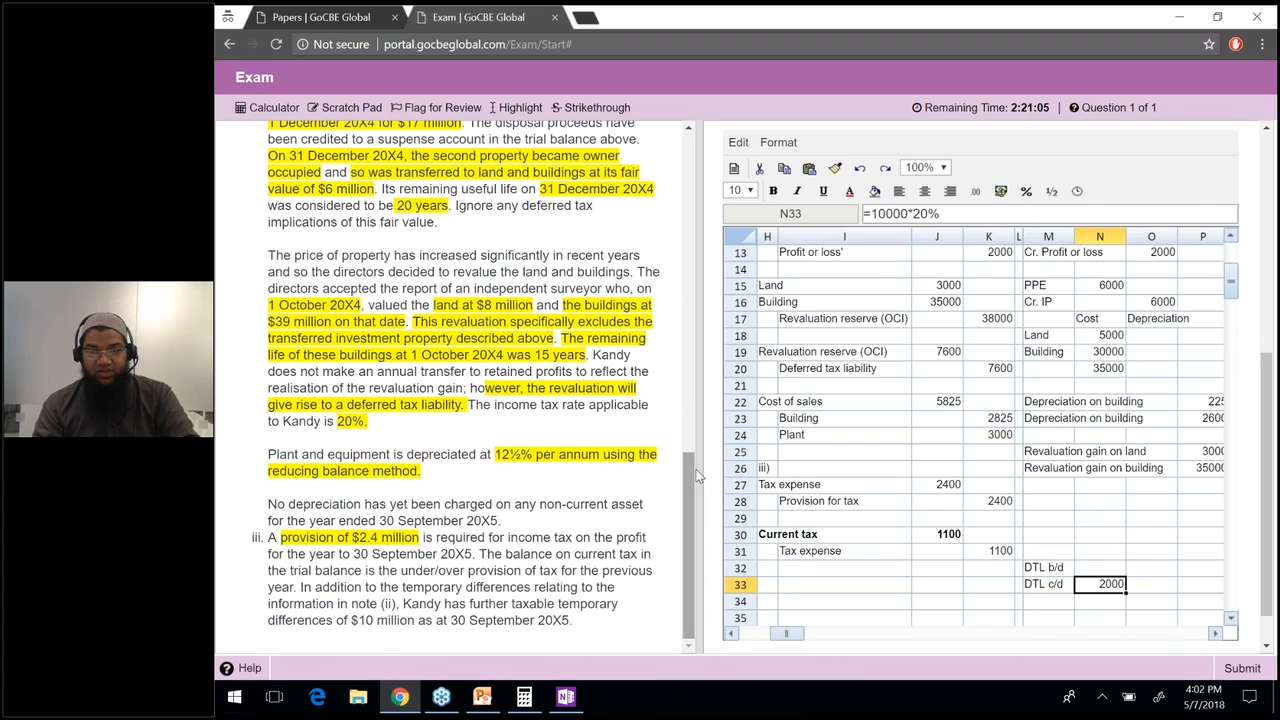 Papers | GoCBE Global
Exam | GoCBE Global
Not secure
portal.gocbeglobal.com/Exam/Start#
Exam
Calculator Scratch Pad Flag for Review Highlight Strikethrough
Remaining Time: 2:21:05
Question 1 of 1
1 December 20X4 for $17 million. The disposal proceeds have
been credited to a suspense account in the trial balance above.
On 31 December 20X4, the second property became owner
occupied and so was transferred to land and buildings at its fair
value of $6 million. Its remaining useful life on 31 December 20X4
was considered to be 20 years. Ignore any deferred tax
implications of this fair value.
The price of property has increased significantly in recent years
and so the directors decided to revalue the land and buildings. The
directors accepted the report of an independent surveyor who, on
1 October 20X4, valued the land at $8 million and the buildings at
$39 million on that date. This revaluation specifically excludes the
transferred investment property described above. The remaining
life of these buildings at 1 October 20X4 was 15 years. Kandy
does not make an annual transfer to retained profits to reflect the
realisation of the revaluation gain; however, the revaluation will
give rise to a deferred tax liability. The income tax rate applicable
to Kandy is 20%.
Plant and equipment is depreciated at 12½% per annum using the
reducing balance method.
No depreciation has yet been charged on any non-current asset
for the year ended 30 September 20X5.
iii. A provision of $2.4 million is required for income tax on the profit
for the year to 30 September 20X5. The balance on current tax in
the trial balance is the under/over provision of tax for the previous
year. In addition to the temporary differences relating to the
information in note (ii), Kandy has further taxable temporary
differences of $10 million as at 30 September 20X5.
Edit Format
100%
10 B I U A .00 % 1/2
N33 =10000*20%
H I J K L M N O P
13 Profit or loss' 2000 Cr. Profit or loss 2000
14
15 Land 3000 PPE 6000
16 Building 35000 Cr. IP 6000
17 Revaluation reserve (OCI) 38000 Cost Depreciation
18 Land 5000
19 Revaluation reserve (OCI) 7600 Building 30000
20 Deferred tax liability 7600 35000
21
22 Cost of sales 5825 Depreciation on building 225
23 Building 2825 Depreciation on building 2600
24 Plant 3000
25 Revaluation gain on land 3000
26 iii) Revaluation gain on building 35000
27 Tax expense 2400
28 Provision for tax 2400
29
30 Current tax 1100
31 Tax expense 1100
32 DTL b/d
33 DTL c/d 2000
34
35
Help
Submit
4:02 PM
5/7/2018